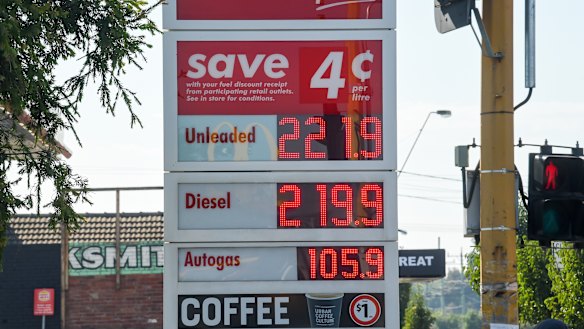 save 4¢
per
litre
with your fuel discount receipt
from participating retail outlets.
See in store for conditions.
Unleaded 221.9
Diesel 219.9
Autogas 105.9
COFFEE
URBAN
COFFEE
CULTURE
$1
KSMITH
REAT